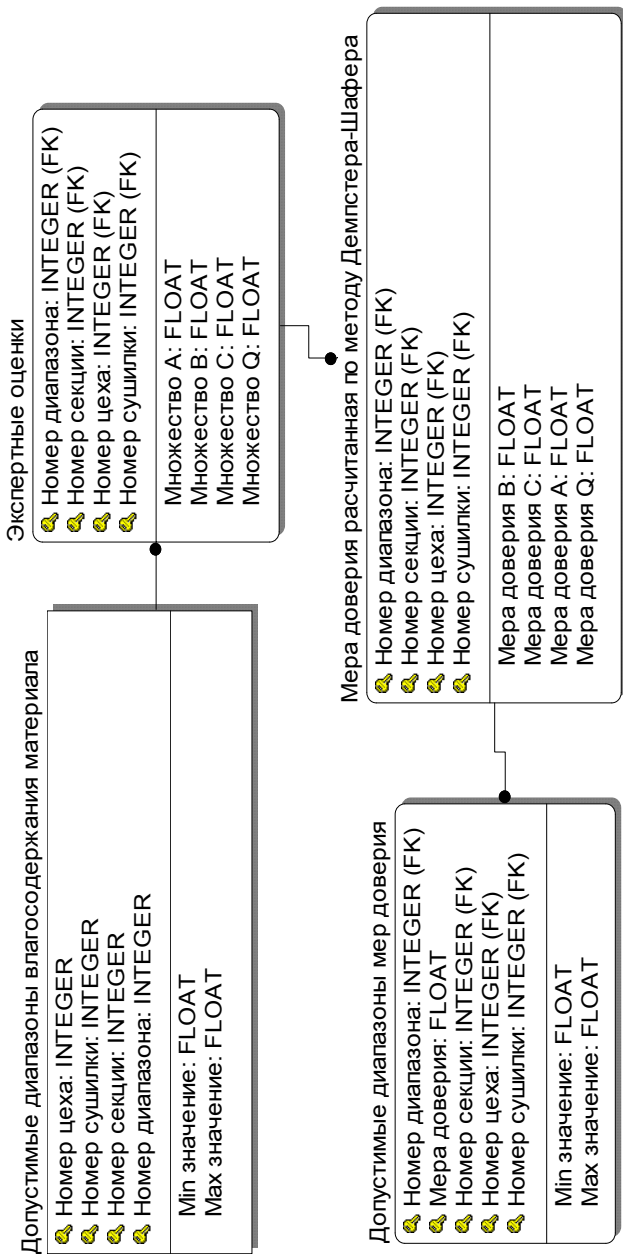 Допустимые диапазоны влагосодержания материала
Номер цеха: INTEGER
Номер сушилки: INTEGER
Номер секции: INTEGER
Номер диапазона: INTEGER
Min значение: FLOAT
Max значение: FLOAT
Экспертные оценки
Номер диапазона: INTEGER (FK)
Номер секции: INTEGER (FK)
Номер цеха: INTEGER (FK)
Номер сушилки: INTEGER (FK)
Множество A: FLOAT
Множество B: FLOAT
Множество C: FLOAT
Множество Q: FLOAT
Допустимые диапазоны мер доверия
Номер диапазона: INTEGER (FK)
Мера доверия: FLOAT
Номер секции: INTEGER (FK)
Номер цеха: INTEGER (FK)
Номер сушилки: INTEGER (FK)
Min значение: FLOAT
Max значение: FLOAT
Мера доверия расчитанная по методу Демпстера-Шафера
Номер диапазона: INTEGER (FK)
Номер секции: INTEGER (FK)
Номер цеха: INTEGER (FK)
Номер сушилки: INTEGER (FK)
Мера доверия B: FLOAT
Мера доверия C: FLOAT
Мера доверия A: FLOAT
Мера доверия Q: FLOAT